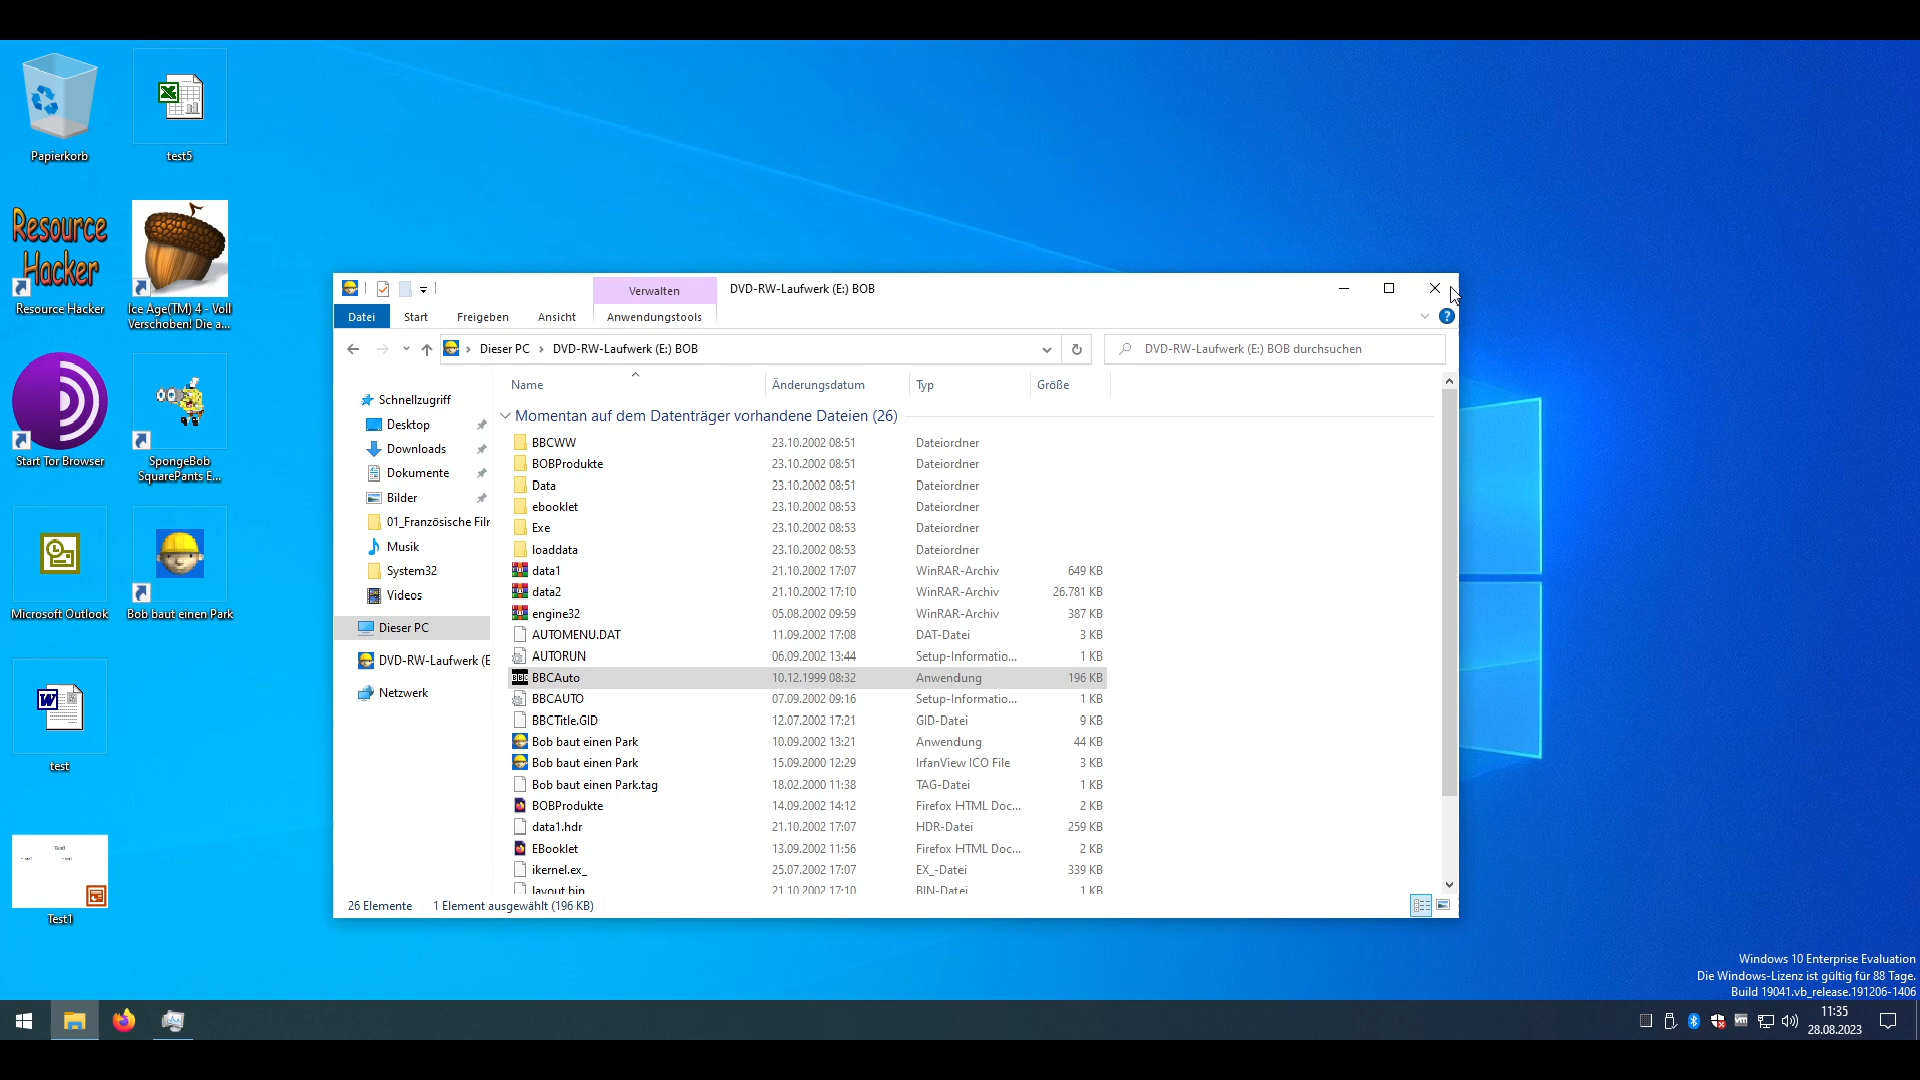 Papierkorb
test5
Resource
Hacker
Resource Hacker
Ice Age(TM) 4 - Voll
Verschoben! Die a...
Start Tor Browser
SpongeBob
SquarePants E...
Microsoft Outlook
Bob baut einen Park
test
Test1
Verwalten
DVD-RW-Laufwerk (E:) BOB
Datei
Start
Freigeben
Ansicht
Anwendungstools
Dieser PC
DVD-RW-Laufwerk (E:) BOB
DVD-RW-Laufwerk (E:) BOB durchsuchen
Schnellzugriff
Desktop
Downloads
Dokumente
Bilder
01_Französische Filr
Musik
System32
Videos
Dieser PC
DVD-RW-Laufwerk (E
Netzwerk
Name Änderungsdatum Typ Größe
Momentan auf dem Datenträger vorhandene Dateien (26)
BBCWW 23.10.2002 08:51 Dateiordner
BOBProdukte 23.10.2002 08:51 Dateiordner
Data 23.10.2002 08:51 Dateiordner
ebooklet 23.10.2002 08:53 Dateiordner
Exe 23.10.2002 08:53 Dateiordner
loaddata 23.10.2002 08:53 Dateiordner
data1 21.10.2002 17:07 WinRAR-Archiv 649 KB
data2 21.10.2002 17:10 WinRAR-Archiv 26.781 KB
engine32 05.08.2002 09:59 WinRAR-Archiv 387 KB
AUTOMENU.DAT 11.09.2002 17:08 DAT-Datei 3 KB
AUTORUN 06.09.2002 13:44 Setup-Informatio... 1 KB
BBCAuto 10.12.1999 08:32 Anwendung 196 KB
BBCAUTO 07.09.2002 09:16 Setup-Informatio... 1 KB
BBCTitle.GID 12.07.2002 17:21 GID-Datei 9 KB
Bob baut einen Park 10.09.2002 13:21 Anwendung 44 KB
Bob baut einen Park 15.09.2000 12:29 IrfanView ICO File 3 KB
Bob baut einen Park.tag 18.02.2000 11:38 TAG-Datei 1 KB
BOBProdukte 14.09.2002 14:12 Firefox HTML Doc... 2 KB
data1.hdr 21.10.2002 17:07 HDR-Datei 259 KB
EBooklet 13.09.2002 11:56 Firefox HTML Doc... 2 KB
ikernel.ex_ 25.07.2002 17:07 EX_-Datei 339 KB
layout.bin 21.10.2002 17:10 BIN-Datei 1 KB
26 Elemente 1 Element ausgewählt (196 KB)
Windows 10 Enterprise Evaluation
Die Windows-Lizenz ist gültig für 88 Tage.
Build 19041.vb_release.191206-1406
11:35
28.08.2023